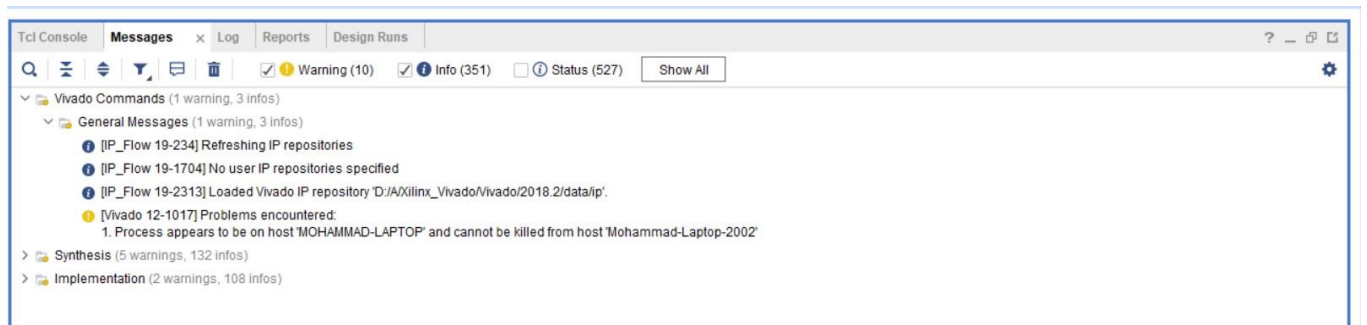 Tcl Console Messages × Log Reports Design Runs ?
Warning (10) Info (351) Status (527) Show All
Vivado Commands (1 warning, 3 infos)
General Messages (1 warning, 3 infos)
[IP_Flow 19-234] Refreshing IP repositories
[IP_Flow 19-1704] No user IP repositories specified
[IP_Flow 19-2313] Loaded Vivado IP repository 'D:/A/Xilinx_Vivado/Vivado/2018.2/data/ip'.
[Vivado 12-1017] Problems encountered:
1. Process appears to be on host 'MOHAMMAD-LAPTOP' and cannot be killed from host 'Mohammad-Laptop-2002'
Synthesis (5 warnings, 132 infos)
Implementation (2 warnings, 108 infos)